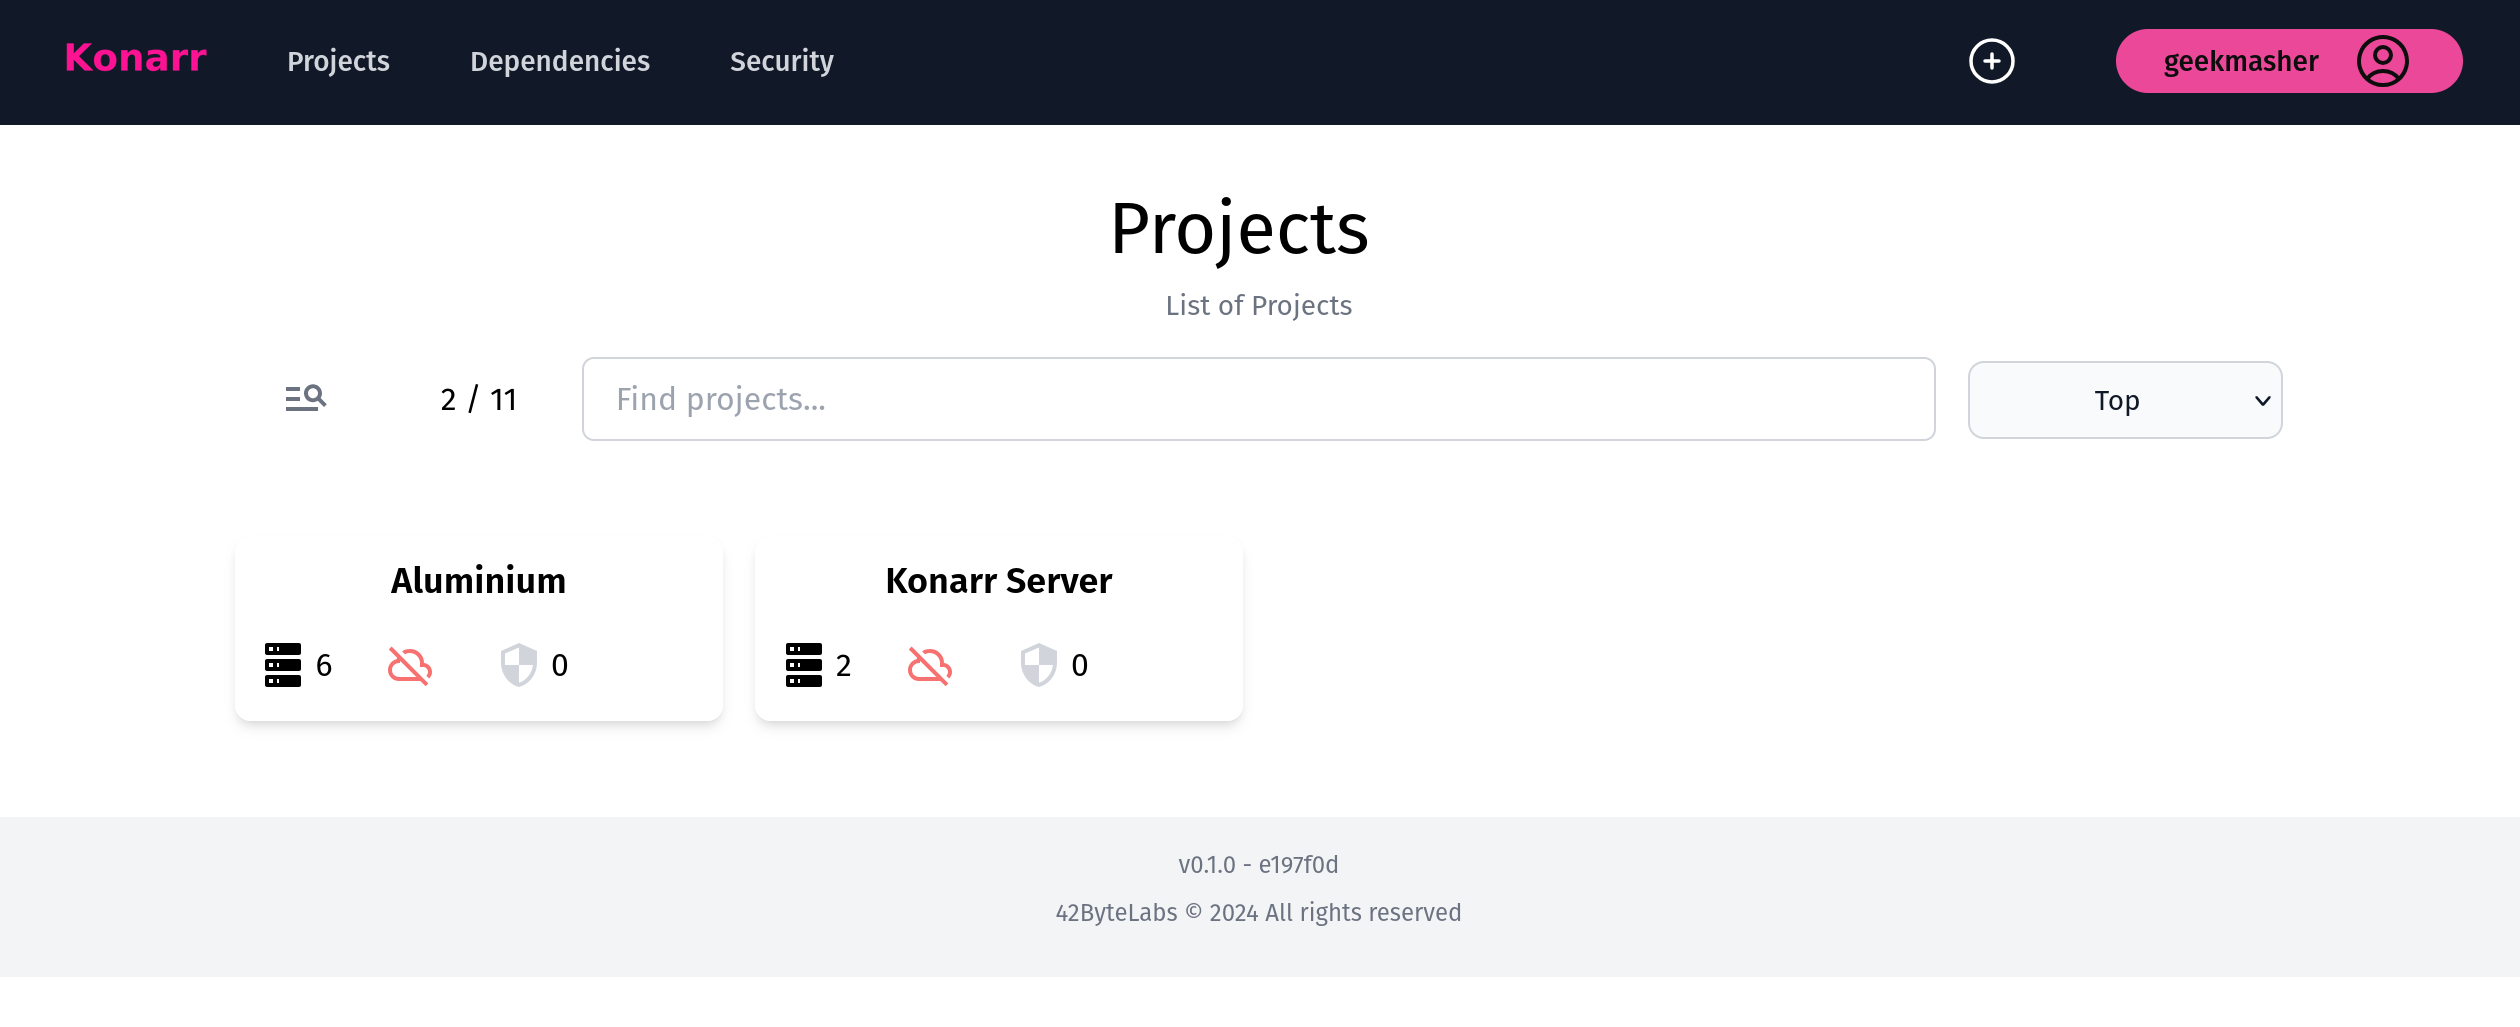 Konarr Projects Dependencies Security geekmasher
Projects
List of Projects
2 / 11 Find projects... Top
Aluminium Konarr Server
6 0 2 0
v0.1.0 - e197f0d
42ByteLabs © 2024 All rights reserved